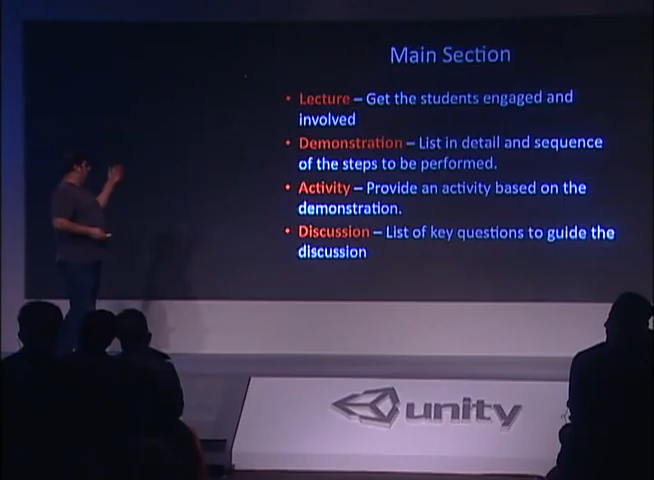 Main Section
• Lecture – Get the students engaged and
involved
• Demonstration – List in detail and sequence
of the steps to be performed.
• Activity – Provide an activity based on the
demonstration.
• Discussion – List of key questions to guide the
discussion
unity